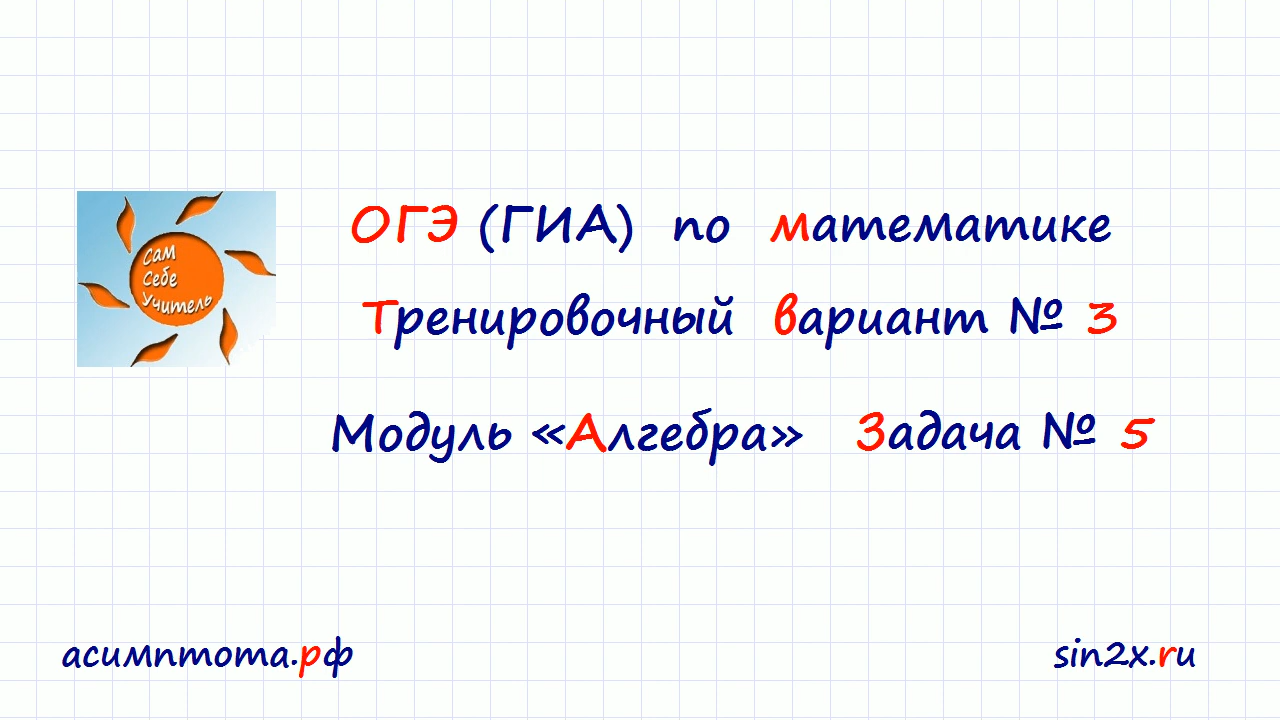 Сам
Себе
Учитель
ОГЭ (ГИА) по математике
Тренировочный вариант № 3
Модуль «Алгебра» Задача № 5
асимптота.рф
sin2x.ru